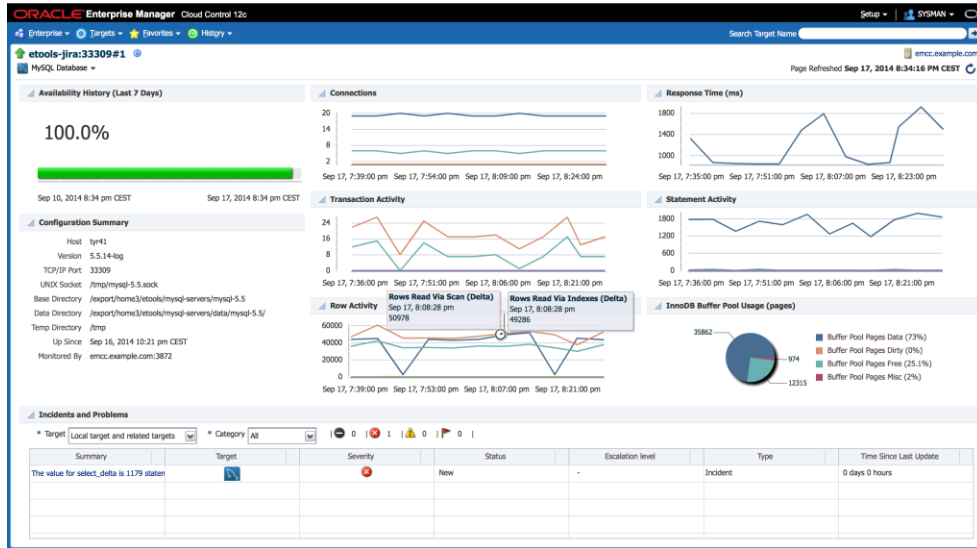 ORACLE Enterprise Manager Cloud Control 12c
Setup SYSMAN
Enterprise Targets Favorites History
Search Target Name
etools-jira:33309#1
emcc.example.com
MySQL Database
Page Refreshed Sep 17, 2014 8:34:16 PM CEST
Availability History (Last 7 Days)
100.0%
Sep 10, 2014 8:34 pm CEST Sep 17, 2014 8:34 pm CEST
Configuration Summary
Host tyr41
Version 5.5.14-log
TCP/IP Port 33309
UNIX Socket /tmp/mysql-5.5.sock
Base Directory /export/home3/etools/mysql-servers/mysql-5.5
Data Directory /export/home3/etools/mysql-servers/data/mysql-5.5/
Temp Directory /tmp
Up Since Sep 16, 2014 10:21 pm CEST
Monitored By emcc.example.com:3872
Connections
20
14
8
2
Sep 17, 7:39:00 pm Sep 17, 7:54:00 pm Sep 17, 8:09:00 pm Sep 17, 8:24:00 pm
Transaction Activity
24
16
8
0
Sep 17, 7:36:00 pm Sep 17, 7:51:00 pm Sep 17, 8:06:00 pm Sep 17, 8:21:00 pm
Row Activity
Rows Read Via Scan (Delta)
Sep 17, 8:08:28 pm
50978
Rows Read Via Indexes (Delta)
Sep 17, 8:08:28 pm
49286
60000
40000
20000
0
Sep 17, 7:39:00 pm Sep 17, 7:53:00 pm Sep 17, 8:07:00 pm Sep 17, 8:21:00 pm
Response Time (ms)
1800
1400
1000
Sep 17, 7:35:00 pm Sep 17, 7:51:00 pm Sep 17, 8:07:00 pm Sep 17, 8:23:00 pm
Statement Activity
1800
1200
600
0
Sep 17, 7:36:00 pm Sep 17, 7:51:00 pm Sep 17, 8:06:00 pm Sep 17, 8:21:00 pm
InnoDB Buffer Pool Usage (pages)
35862
974
12315
Buffer Pool Pages Data (73%)
Buffer Pool Pages Dirty (0%)
Buffer Pool Pages Free (25.1%)
Buffer Pool Pages Misc (2%)
Incidents and Problems
* Target Local target and related targets * Category All | 0 | 1 | 0 | 0 |
Summary Target Severity Status Escalation level Type Time Since Last Update
The value for select_delta is 1179 staten New - Incident 0 days 0 hours